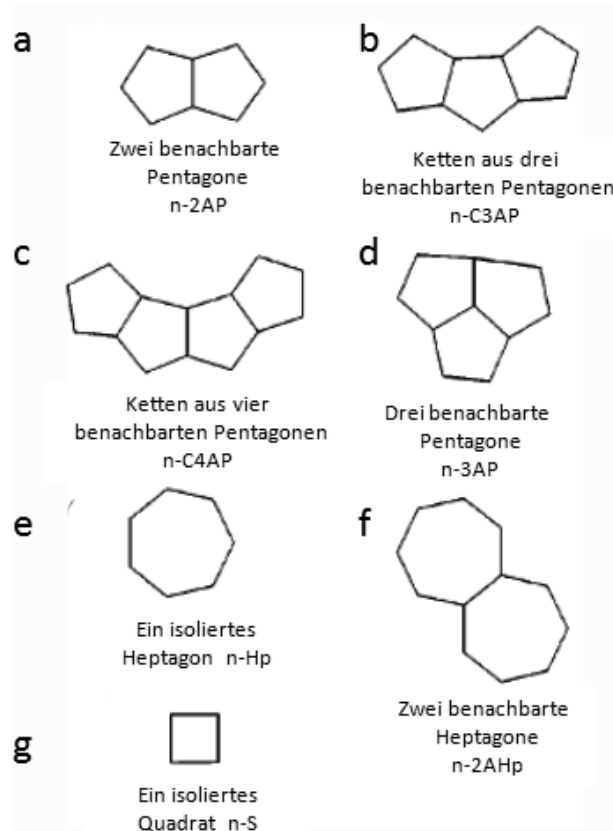 a
Zwei benachbarte
Pentagone
n-2AP
b
Ketten aus drei
benachbarten Pentagonen
n-C3AP
c
Ketten aus vier
benachbarten Pentagonen
n-C4AP
d
Drei benachbarte
Pentagone
n-3AP
e
Ein isoliertes
Heptagon n-Hp
f
Zwei benachbarte
Heptagone
n-2AHp
g
Ein isoliertes
Quadrat n-S